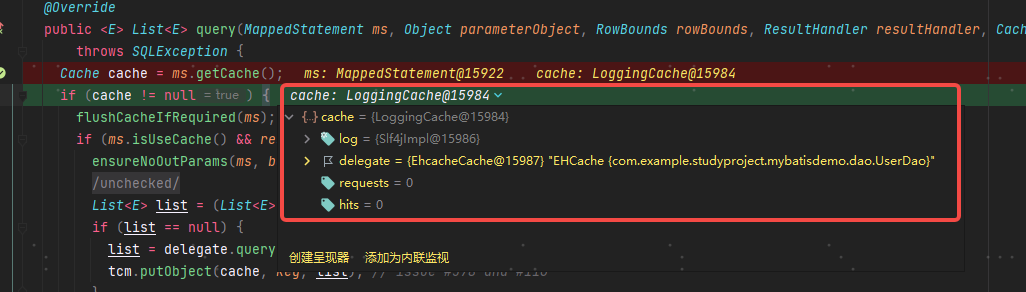 @Override
public <E> List<E> query(MappedStatement ms, Object parameterObject, RowBounds rowBounds, ResultHandler resultHandler, Cach
throws SQLException {
Cache cache = ms.getCache(); ms: MappedStatement@15922 cache: LoggingCache@15984
if (cache != null = true ) { cache: LoggingCache@15984
flushCacheIfRequired(ms); cache = {LoggingCache@15984}
if (ms.isUseCache() && re log = {Slf4jImpl@15986}
ensureNoOutParams(ms, b delegate = {EhcacheCache@15987} "EHCache {com.example.studyproject.mybatisdemo.dao.UserDao}"
/unchecked/ requests = 0
List<E> list = (List<E> hits = 0
if (list == null) {
list = delegate.query 创建呈现器 添加为内联监视
tcm.putObject(cache, key, list); // issue #578 and #116